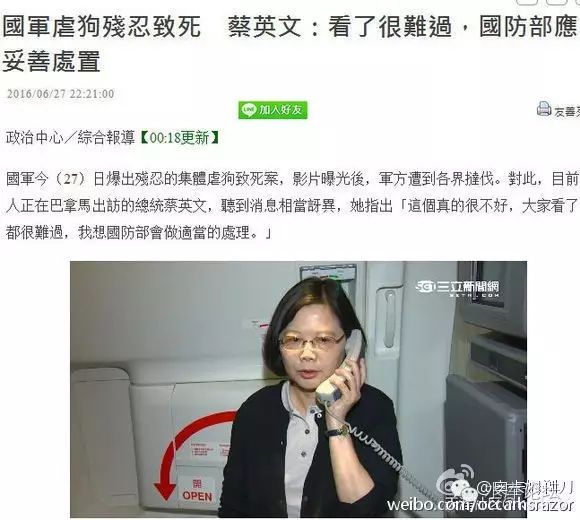 國軍虐狗殘忍致死　蔡英文：看了很難過，國防部應
妥善處置
2016/06/27 22:21:00
LINE 加入好友
友善列
政治中心／綜合報導【00:18更新】
國軍今（27）日爆出殘忍的集體虐狗致死案，影片曝光後，軍方遭到各界撻伐。對此，目前
人正在巴拿馬出訪的總統蔡英文，聽到消息相當訝異，她指出「這個真的很不好，大家看了
都很難過，我想國防部會做適當的處理。」
三立新聞網
SETN.COM
開
OPEN
weibo.com/occamsrazor